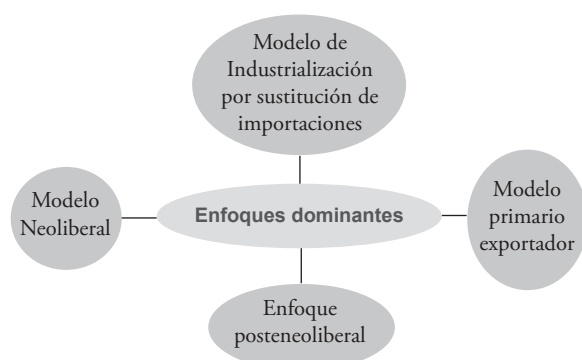 Modelo de
Industrialización
por sustitución de
importaciones
Modelo
Neoliberal
Enfoques dominantes
Modelo
primario
exportador
Enfoque
posteneoliberal